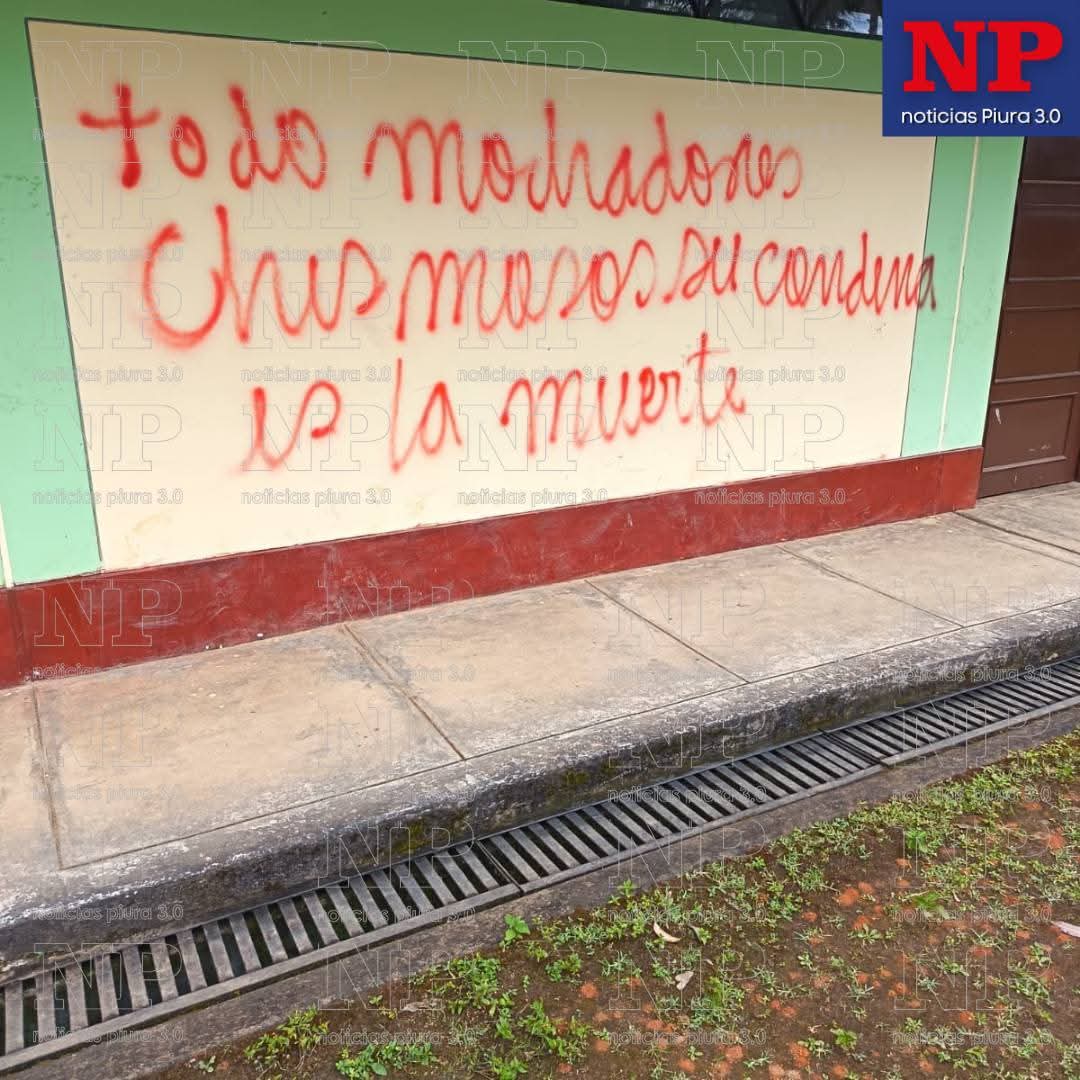 NP
noticias Piura 3.0
todo mochadores
Chismosos su condena
es la muerte